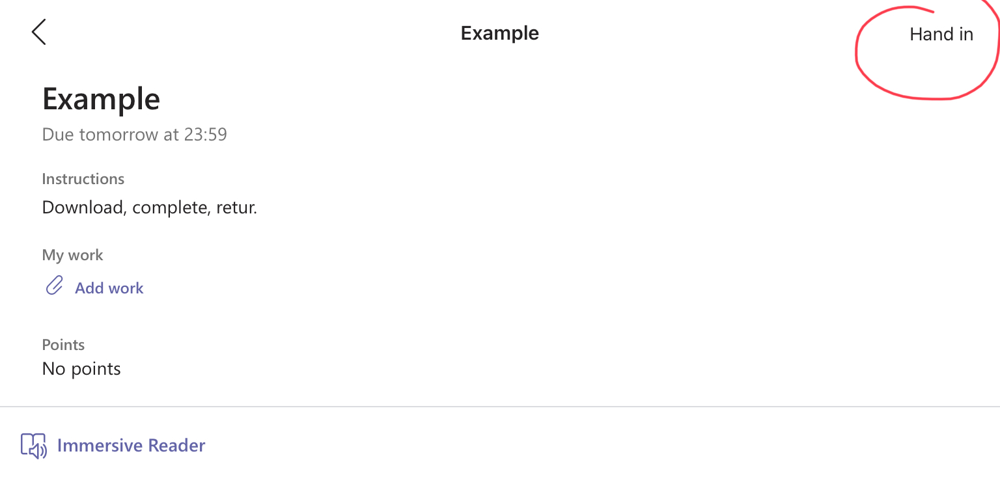 Example
Hand in
Example
Due tomorrow at 23:59
Instructions
Download, complete, retur.
My work
Add work
Points
No points
Immersive Reader